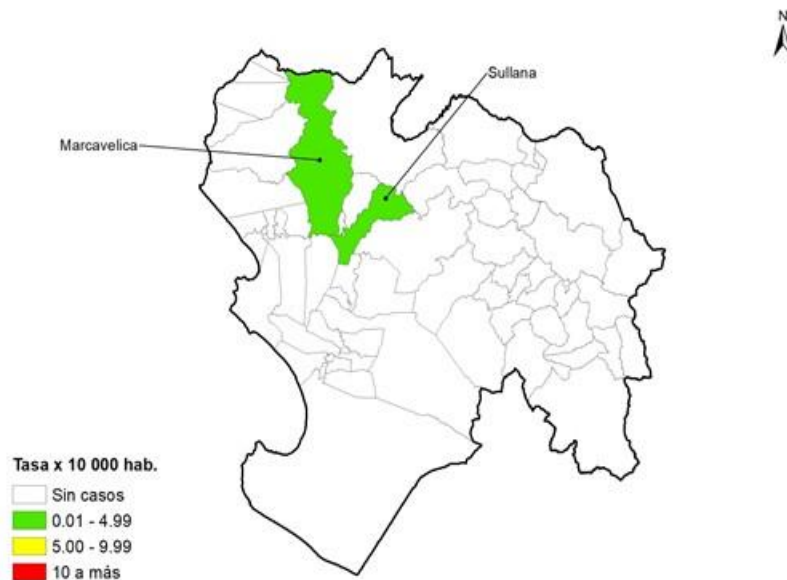 N
Sullana
Marcavelica
Tasa x 10 000 hab.
Sin casos
0.01 - 4.99
5.00 - 9.99
10 a más